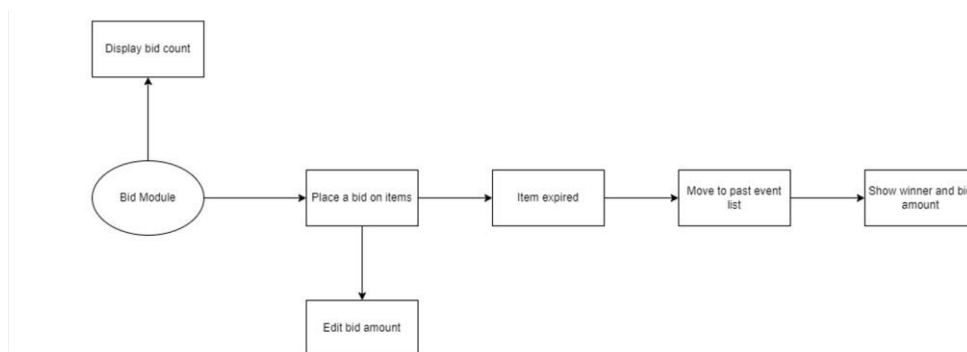 Display bid count
Bid Module
Place a bid on items
Item expired
Move to past event
list
Show winner and
amount
Edit bid amount